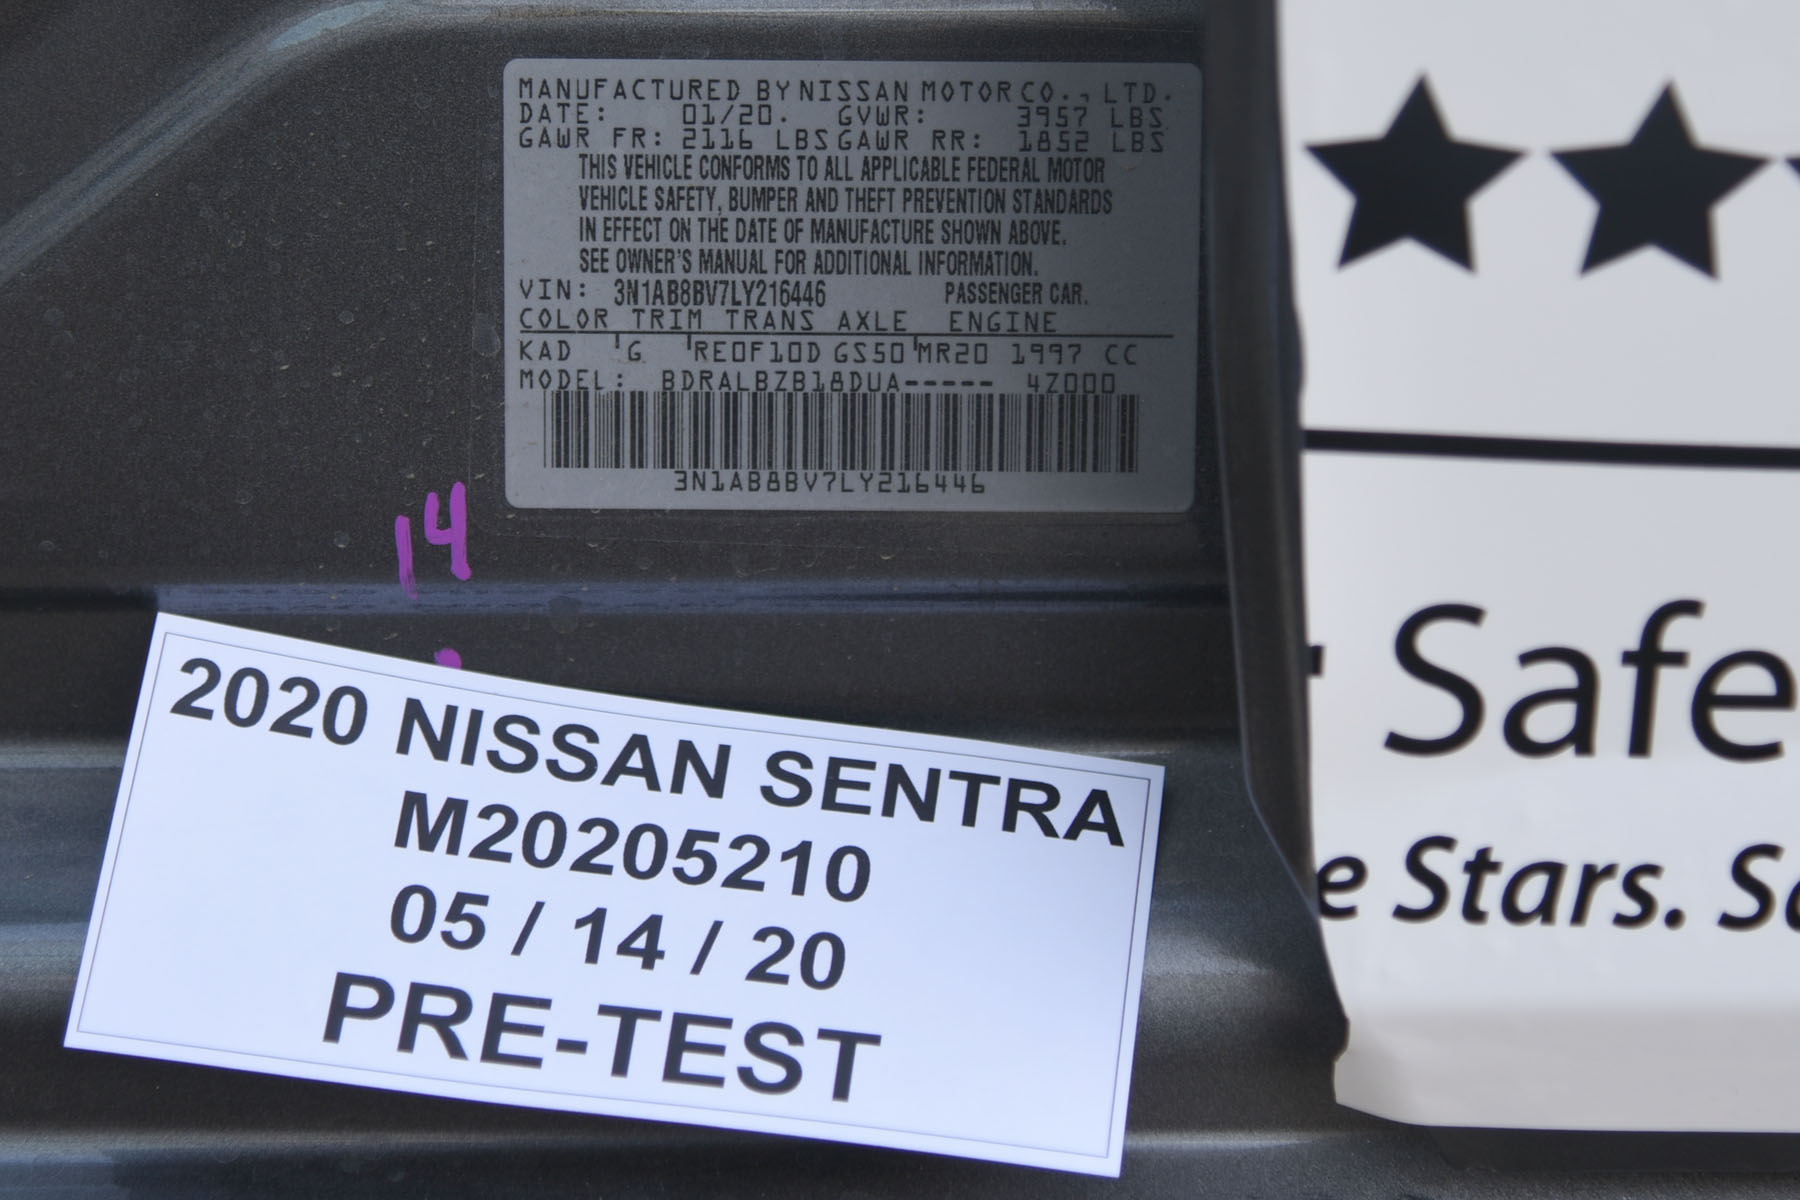 MANUFACTURED BY NISSAN MOTOR CO., LTD.
DATE: 01/20. GVWR: 3957 LBS
GAWR FR: 2116 LBS GAWR RR: 1852 LBS
THIS VEHICLE CONFORMS TO ALL APPLICABLE FEDERAL MOTOR
VEHICLE SAFETY, BUMPER AND THEFT PREVENTION STANDARDS
IN EFFECT ON THE DATE OF MANUFACTURE SHOWN ABOVE.
SEE OWNER'S MANUAL FOR ADDITIONAL INFORMATION.
VIN: 3N1AB8BV7LY216446 PASSENGER CAR.
COLOR TRIM TRANS AXLE ENGINE
KAD G RE0F10D GS50 MR20 1997 CC
MODEL: BDRALBZB18DUA----- 4Z000
3N1AB8BV7LY216446
14
2020 NISSAN SENTRA
M20205210
05 / 14 / 20
PRE-TEST
Safe
e Stars. S